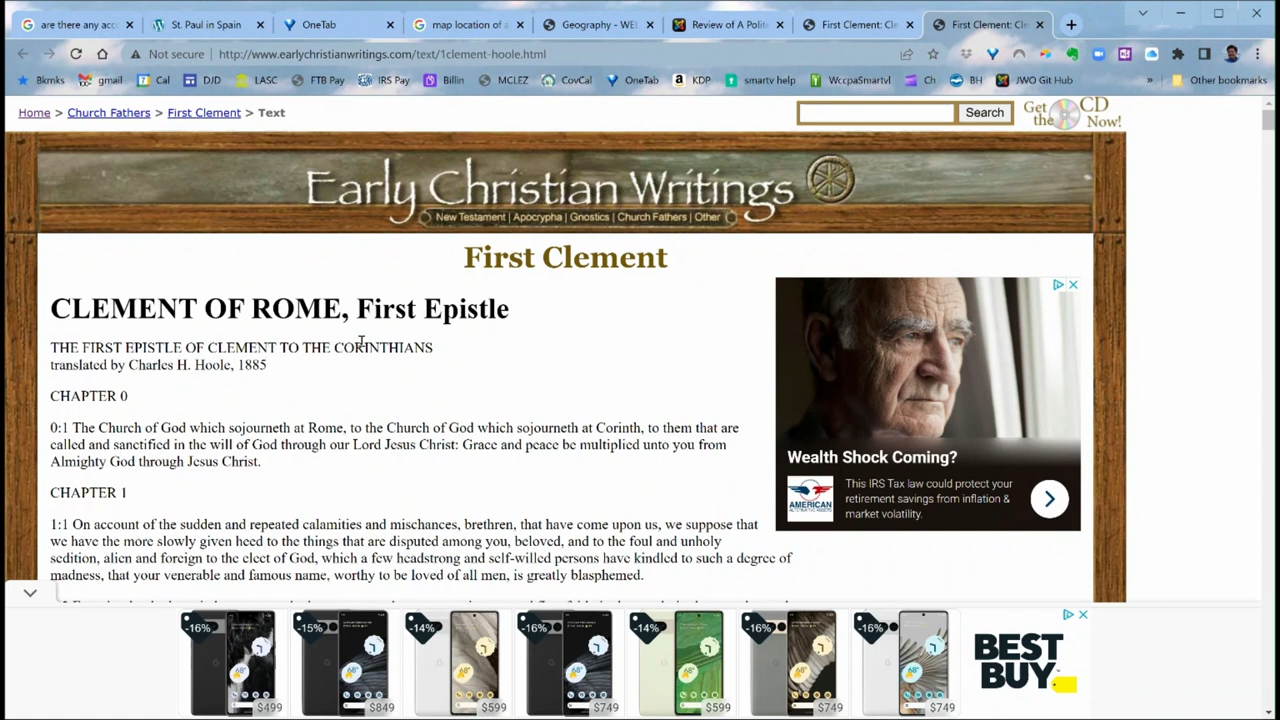 are there any acc
St. Paul in Spain
OneTab
map location of a
Geography - WEL
Review of A Polit
First Clement: Cle
First Clement: Cle
Not secure
http://www.earlychristianwritings.com/text/1clement-hoole.html
Bkmks
gmail
Cal
DJD
LASC
FTB Pay
IRS Pay
Billin
MCLEZ
CovCal
OneTab
KDP
smartv help
WccpaSmartvl
Ch
BH
JWO Git Hub
»
Other bookmarks
Home > Church Fathers > First Clement > Text
Search
Get the CD Now!
Early Christian Writings
New Testament | Apocrypha | Gnostics | Church Fathers | Other
First Clement
CLEMENT OF ROME, First Epistle
THE FIRST EPISTLE OF CLEMENT TO THE CORINTHIANS
translated by Charles H. Hoole, 1885
CHAPTER 0
0:1 The Church of God which sojourneth at Rome, to the Church of God which sojourneth at Corinth, to them that are
called and sanctified in the will of God through our Lord Jesus Christ: Grace and peace be multiplied unto you from
Almighty God through Jesus Christ.
CHAPTER 1
1:1 On account of the sudden and repeated calamities and mischances, brethren, that have come upon us, we suppose that
we have the more slowly given heed to the things that are disputed among you, beloved, and to the foul and unholy
sedition, alien and foreign to the elect of God, which a few headstrong and self-willed persons have kindled to such a degree of
madness, that your venerable and famous name, worthy to be loved of all men, is greatly blasphemed.
Wealth Shock Coming?
This IRS Tax law could protect your
retirement savings from inflation &
market volatility.
AMERICAN
-16%
-15%
-14%
-16%
-14%
-16%
-16%
$499
$849
$599
$749
$599
$749
$749
BEST
BUY